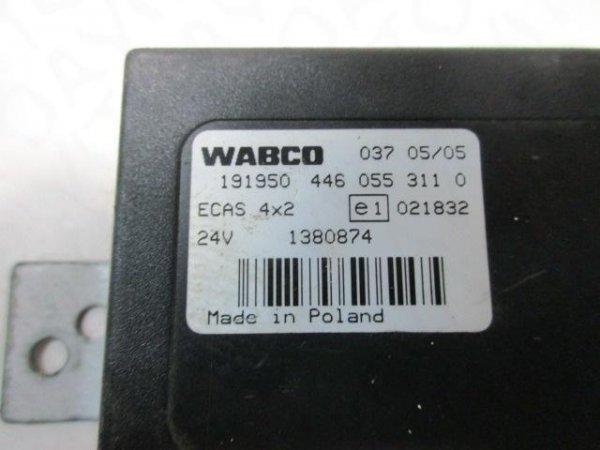 WABCO 037 05/05
191950 446 055 311 0
ECAS 4x2 e1 021832
24V 1380874
Made in Poland